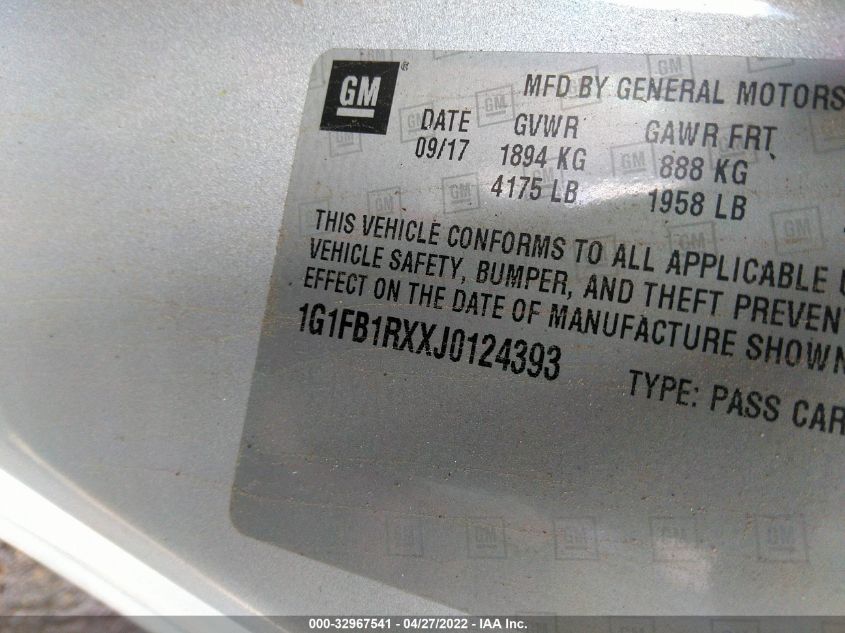 GM ®
MFD BY GENERAL MOTORS
DATE GVWR GAWR FRT
09/17 1894 KG 888 KG
4175 LB 1958 LB
THIS VEHICLE CONFORMS TO ALL APPLICABLE
VEHICLE SAFETY, BUMPER, AND THEFT PREVEN
EFFECT ON THE DATE OF MANUFACTURE SHOWN
1G1FB1RXXJ0124393
TYPE: PASS CAR
000-32967541 - 04/27/2022 - IAA Inc.